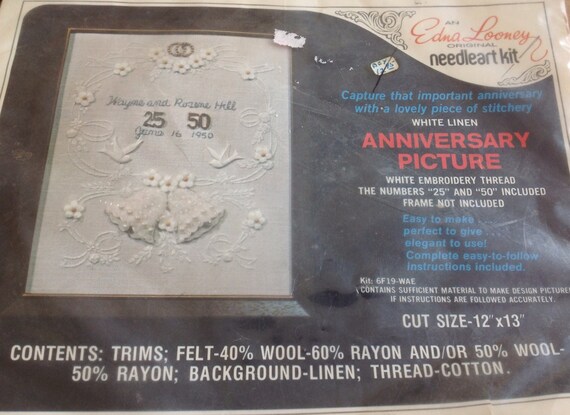 AN
Edna Looney
ORIGINAL
needleart kit
Capture that important anniversary
with a lovely piece of stitchery
WHITE LINEN
ANNIVERSARY
PICTURE
WHITE EMBROIDERY THREAD
THE NUMBERS "25" AND "50" INCLUDED
FRAME NOT INCLUDED
Easy to make . . .
perfect to give . . .
elegant to use!
Complete easy-to-follow
instructions included.
Kit: 6F19-WAE
CONTAINS SUFFICIENT MATERIAL TO MAKE DESIGN PICTURED
IF INSTRUCTIONS ARE FOLLOWED ACCURATELY.
CUT SIZE-12"x13"
Wayne and Rozene Hill
25 50
June 16 1950
CONTENTS: TRIMS; FELT-40% WOOL-60% RAYON AND/OR 50% WOOL-
50% RAYON; BACKGROUND-LINEN; THREAD-COTTON.